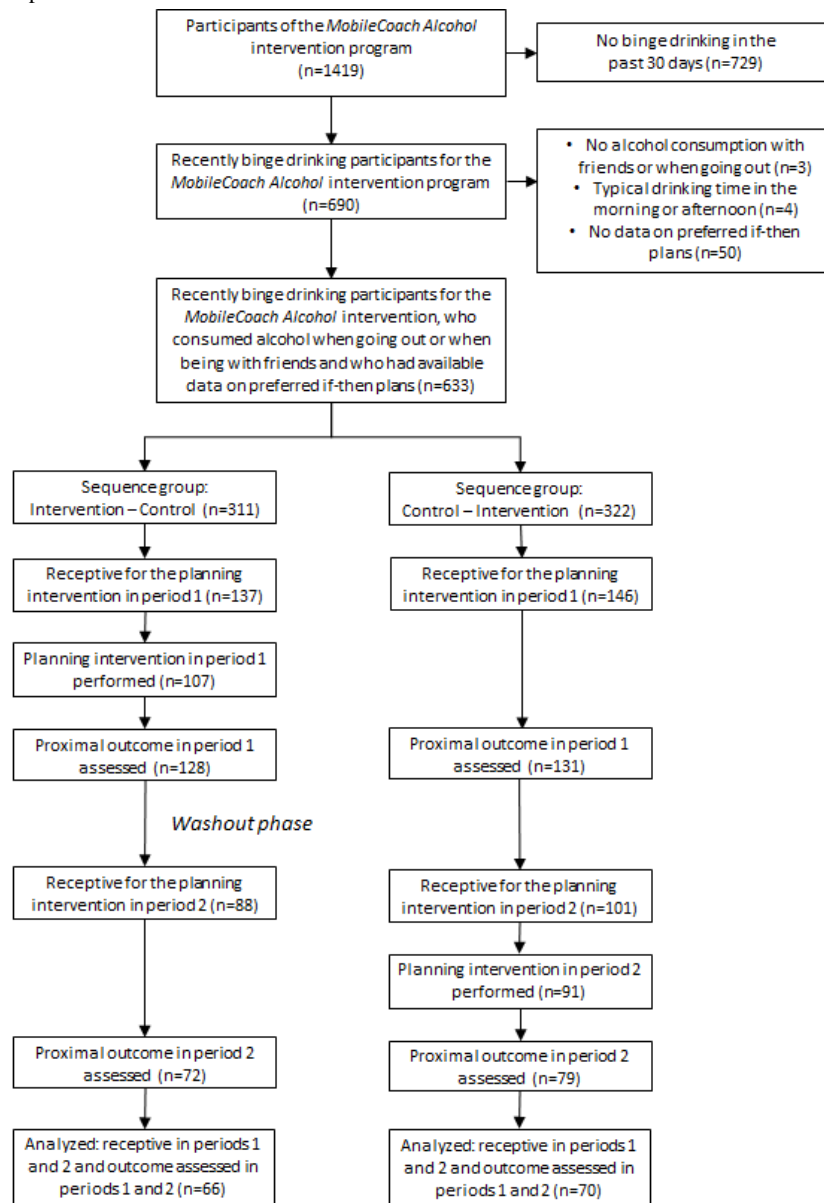 Participants of the MobileCoach Alcohol
intervention program
(n=1419)
No binge drinking in the
past 30 days (n=729)
Recently binge drinking participants for the
MobileCoach Alcohol intervention program
(n=690)
• No alcohol consumption with
friends or when going out (n=3)
• Typical drinking time in the
morning or afternoon (n=4)
• No data on preferred if-then
plans (n=50)
Recently binge drinking participants for the
MobileCoach Alcohol intervention, who
consumed alcohol when going out or when
being with friends and who had available
data on preferred if-then plans (n=633)
Sequence group:
Intervention – Control (n=311)
Sequence group:
Control – Intervention (n=322)
Receptive for the planning
intervention in period 1 (n=137)
Receptive for the planning
intervention in period 1 (n=146)
Planning intervention in period 1
performed (n=107)
Proximal outcome in period 1
assessed (n=128)
Proximal outcome in period 1
assessed (n=131)
Washout phase
Receptive for the planning
intervention in period 2 (n=88)
Receptive for the planning
intervention in period 2 (n=101)
Planning intervention in period 2
performed (n=91)
Proximal outcome in period 2
assessed (n=72)
Proximal outcome in period 2
assessed (n=79)
Analyzed: receptive in periods 1
and 2 and outcome assessed in
periods 1 and 2 (n=66)
Analyzed: receptive in periods 1
and 2 and outcome assessed in
periods 1 and 2 (n=70)